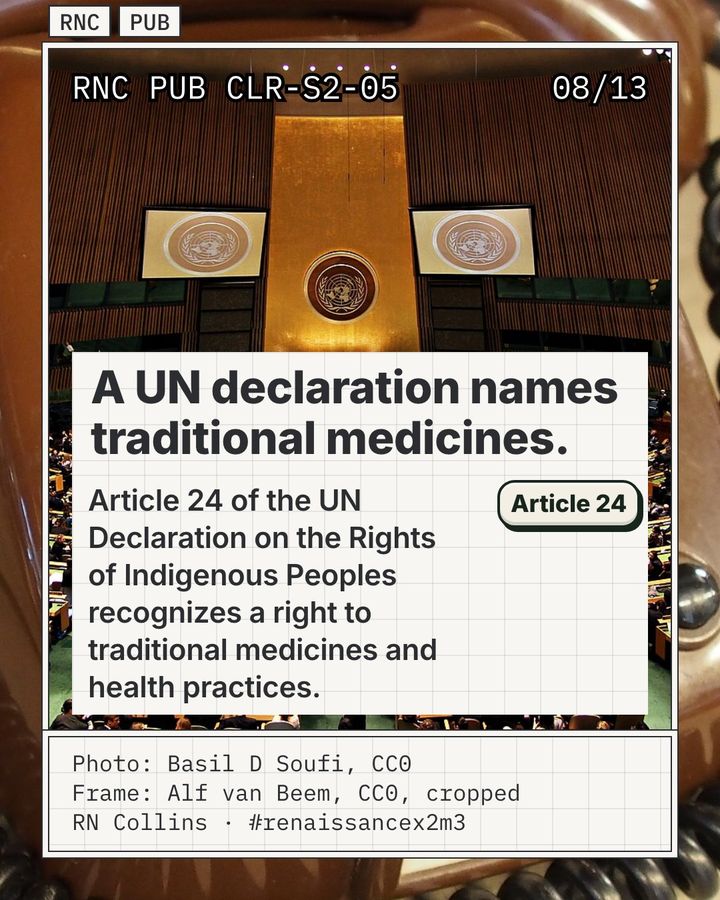 RNC PUB
RNC PUB CLR-S2-05 08/13
A UN declaration names
traditional medicines.
Article 24 of the UN
Declaration on the Rights
of Indigenous Peoples
recognizes a right to
traditional medicines and
health practices.
Article 24
Photo: Basil D Soufi, CC0
Frame: Alf van Beem, CC0, cropped
RN Collins · #renaissancex2m3